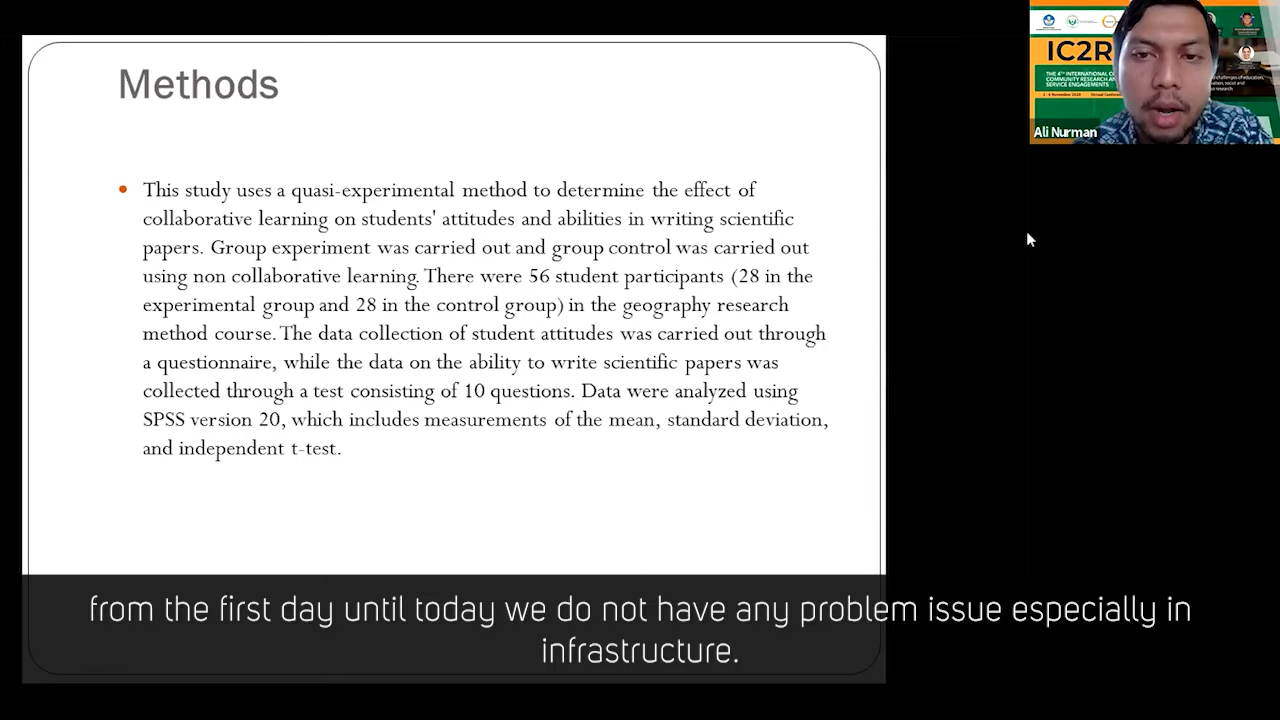 Methods
This study uses a quasi-experimental method to determine the effect of
collaborative learning on students' attitudes and abilities in writing scientific
papers. Group experiment was carried out and group control was carried out
using non collaborative learning. There were 56 student participants (28 in the
experimental group and 28 in the control group) in the geography research
method course. The data collection of student attitudes was carried out through
a questionnaire, while the data on the ability to write scientific papers was
collected through a test consisting of 10 questions. Data were analyzed using
SPSS version 20, which includes measurements of the mean, standard deviation,
and independent t-test.
IC2R
THE 4TH INTERNATIONAL CO
COMMUNITY RESEARCH AN
SERVICE ENGAGEMENTS
Ali Nurman
from the first day until today we do not have any problem issue especially in
infrastructure.